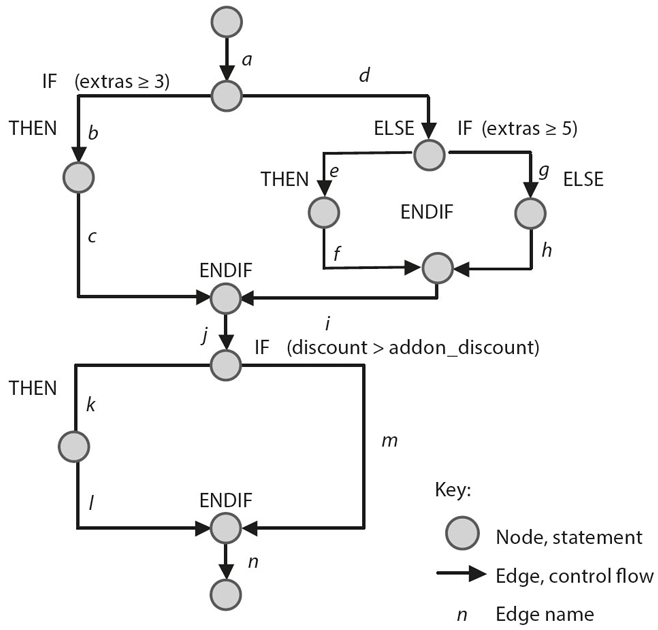 a
IF (extras ≥ 3)
d
THEN
b
ELSE IF (extras ≥ 5)
THEN
e
g
ELSE
ENDIF
c
f
h
ENDIF
i
j
IF (discount > addon_discount)
THEN
k
m
l
ENDIF
n
Key:
Node, statement
Edge, control flow
n Edge name